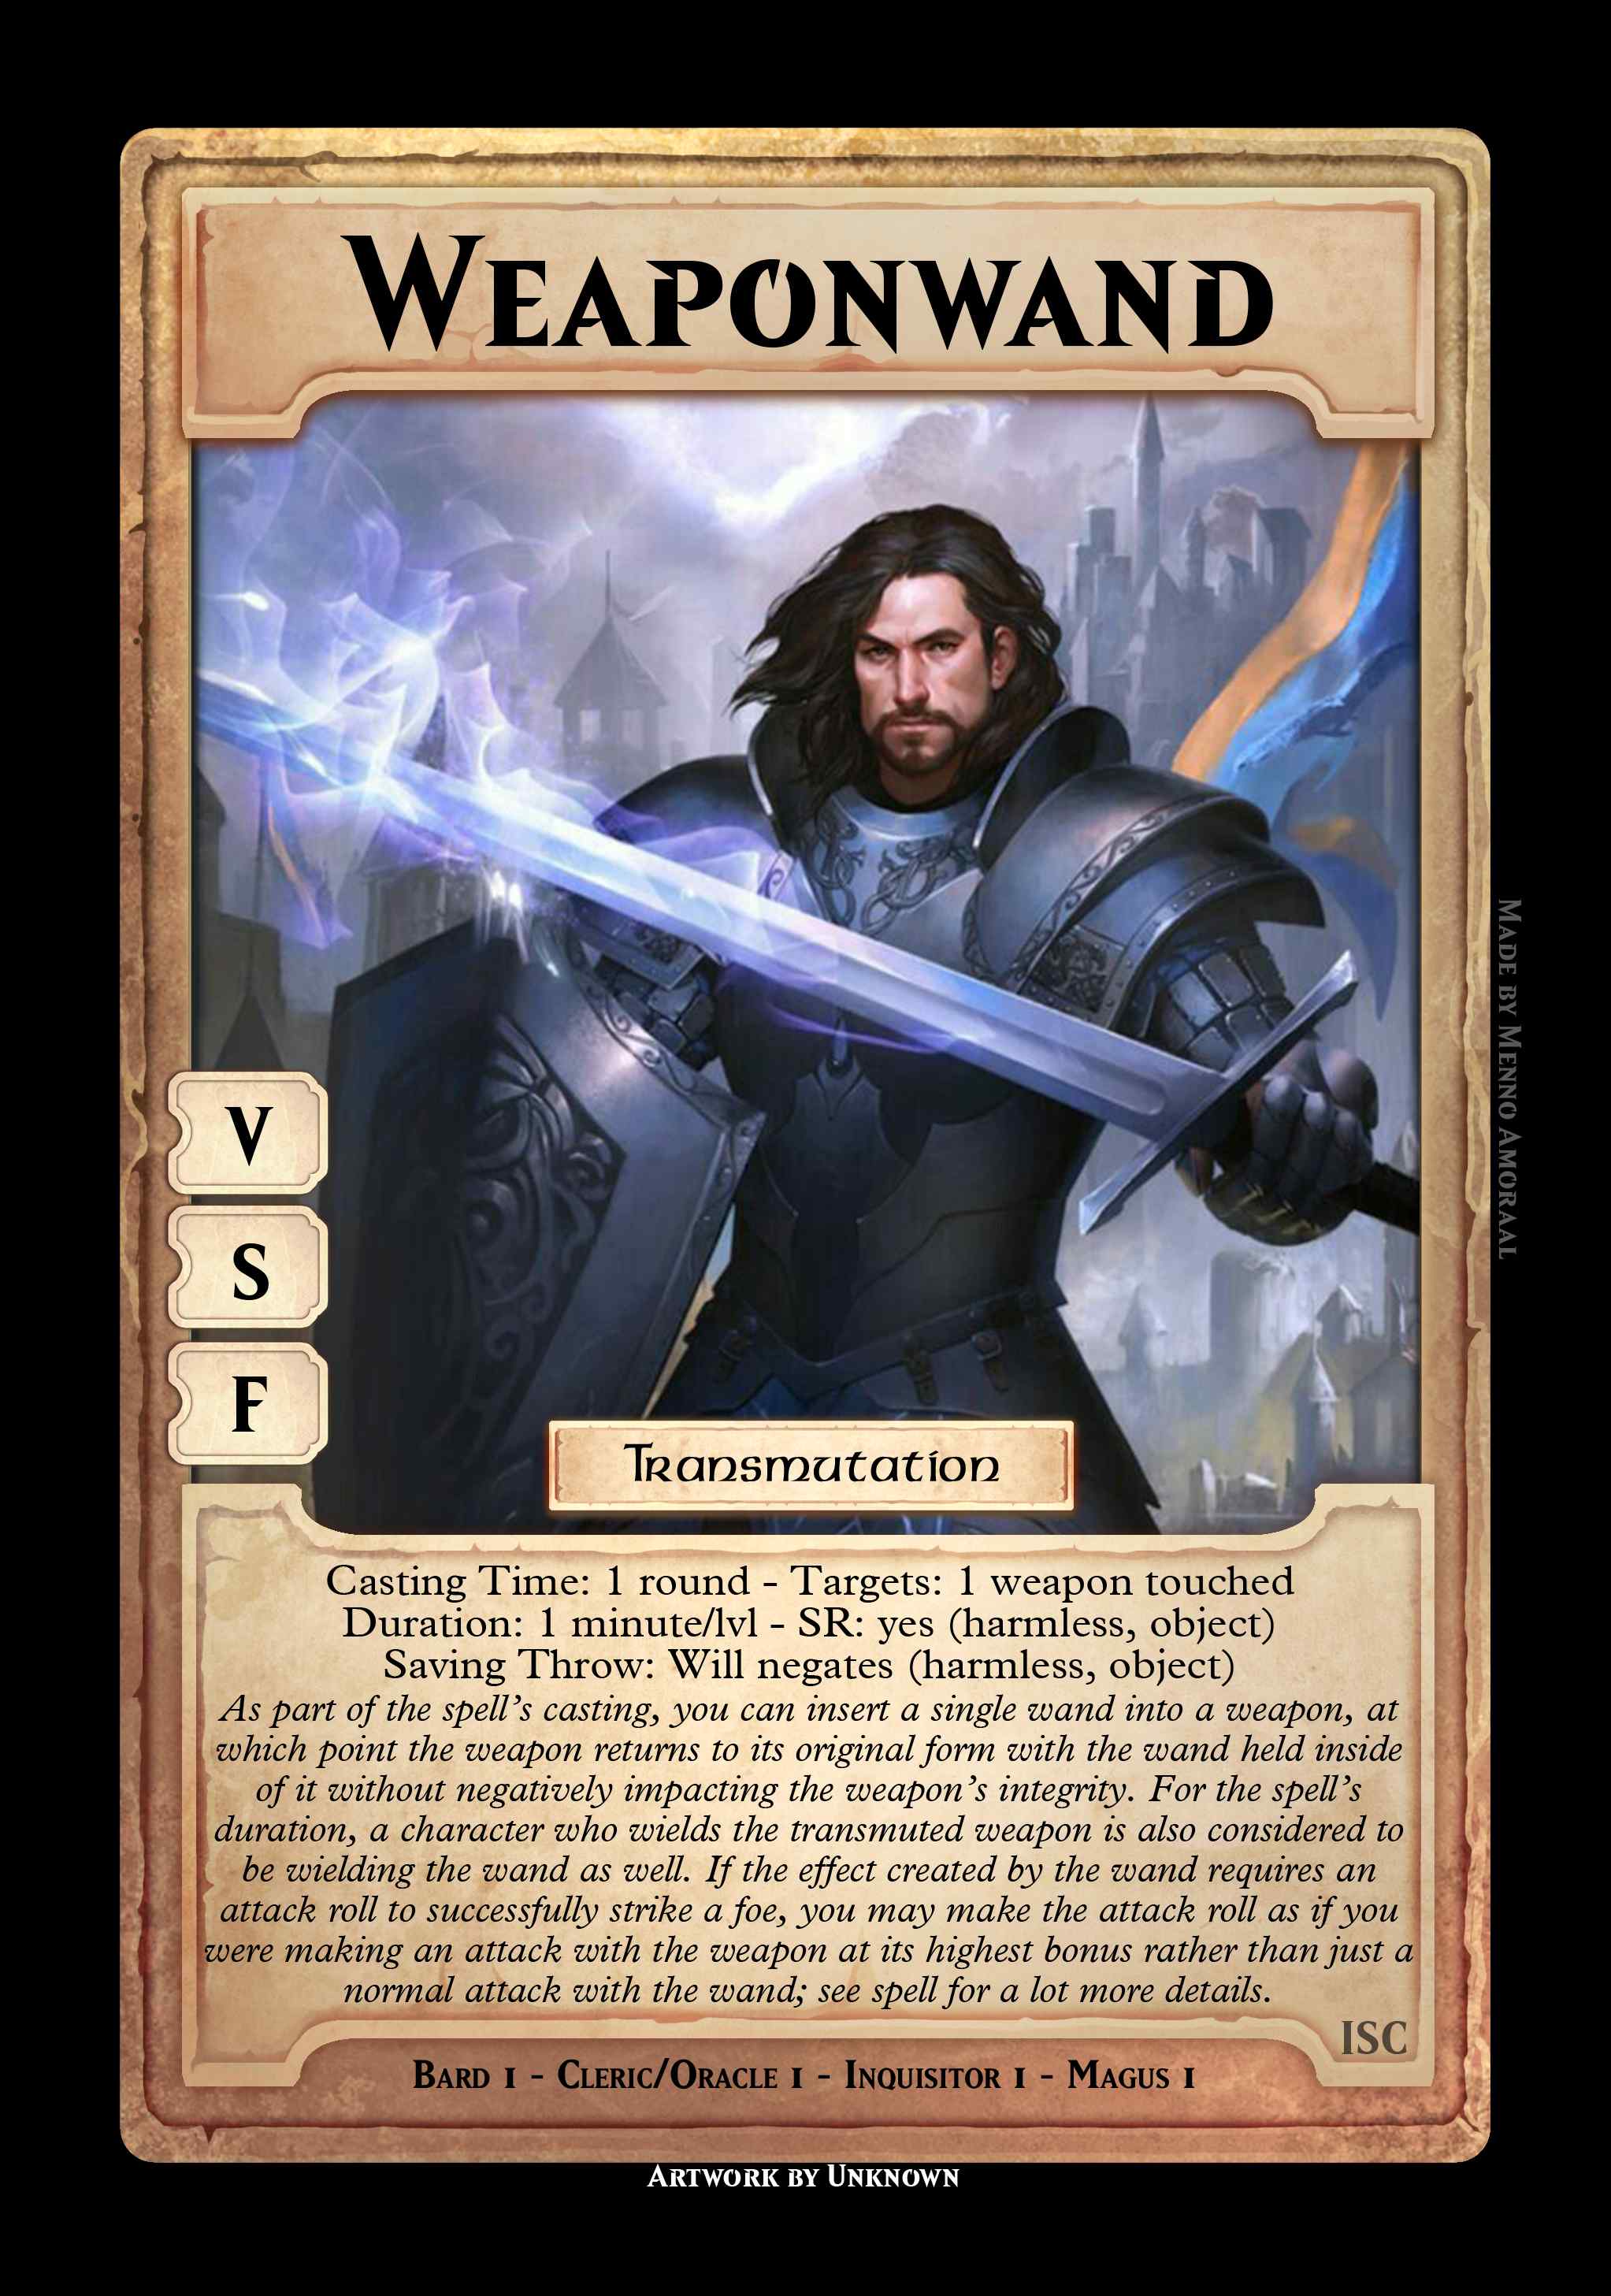 Weaponwand
Made by Menno Amoraal
V
S
F
Transmutation
Casting Time: 1 round - Targets: 1 weapon touched
Duration: 1 minute/lvl - SR: yes (harmless, object)
Saving Throw: Will negates (harmless, object)
As part of the spell's casting, you can insert a single wand into a weapon, at
which point the weapon returns to its original form with the wand held inside
of it without negatively impacting the weapon's integrity. For the spell's
duration, a character who wields the transmuted weapon is also considered to
be wielding the wand as well. If the effect created by the wand requires an
attack roll to successfully strike a foe, you may make the attack roll as if you
were making an attack with the weapon at its highest bonus rather than just a
normal attack with the wand; see spell for a lot more details.
ISC
Bard 1 - Cleric/Oracle 1 - Inquisitor 1 - Magus 1
Artwork by Unknown